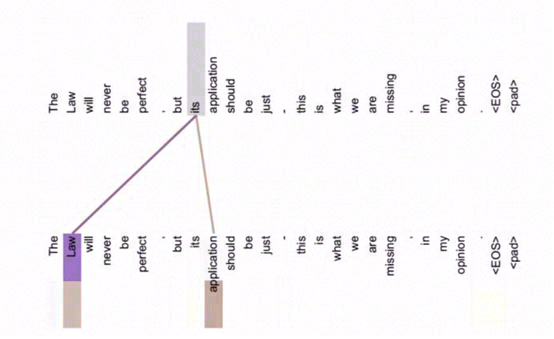 The Law will never be perfect , but its application should be just - this is what we are missing , in my opinion . <EOS> <pad>
The Law will never be perfect , but its application should be just - this is what we are missing , in my opinion . <EOS> <pad>